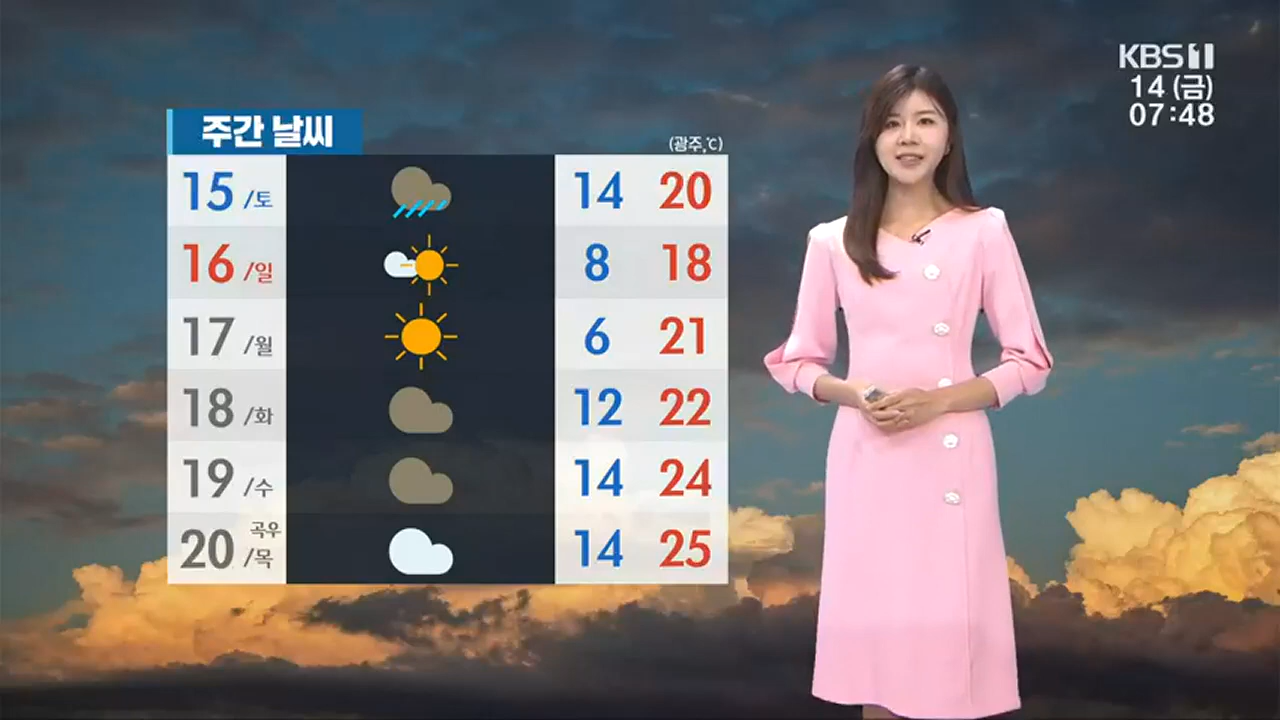 KBS1
14 (금)
07:48
주간 날씨
(광주,℃)
15 /토 14 20
16 /일 8 18
17 /월 6 21
18 /화 12 22
19 /수 14 24
곡우
20 /목 14 25